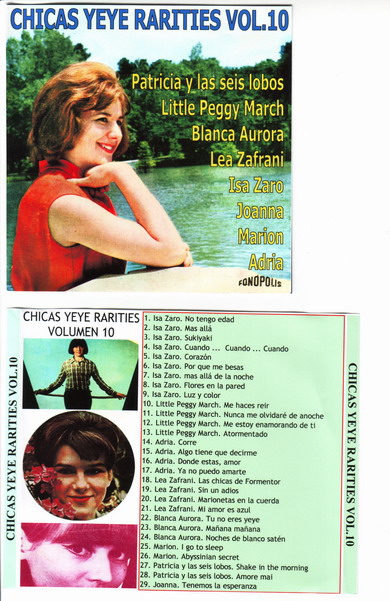 CHICAS YEYE RARITIES VOL.10
Patricia y las seis lobos
Little Peggy March
Blanca Aurora
Lea Zafrani
Isa Zaro
Joanna
Marion
Adria
FONOPOLis
CHICAS YEYE RARITIES VOL.10
CHICAS YEYE RARITIES
VOLUMEN 10
1. Isa Zaro. No tengo edad
2. Isa Zaro. Mas allá
3. Isa Zaro. Sukiyaki
4. Isa Zaro. Cuando ... Cuando ... Cuando
5. Isa Zaro. Corazón
6. Isa Zaro. Por que me besas
7. Isa Zaro. mas allá de la noche
8. Isa Zaro. Flores en la pared
9. Isa Zaro. Luz y color
10. Little Peggy March. Me haces reir
11. Little Peggy March. Nunca me olvidaré de anoche
12. Little Peggy March. Me estoy enamorando de ti
13. Little Peggy March. Atormentado
14. Adria. Corre
15. Adria. Algo tiene que decirme
16. Adria. Donde estas, amor
17. Adria. Ya no puedo amarte
18. Lea Zafrani. Las chicas de Formentor
19. Lea Zafrani. Sin un adios
20. Lea Zafrani. Marionetas en la cuerda
21. Lea Zafrani. Mi amor es azul
22. Blanca Aurora. Tu no eres yeye
23. Blanca Aurora. Mañana mañana
24. Blanca Aurora. Noches de blanco satén
25. Marion. I go to sleep
26. Marion. Abyssinian secret
27. Patricia y las seis lobos. Shake in the morning
28. Patricia y las seis lobos. Amore mai
29. Joanna. Tenemos la esperanza
CHICAS YEYE RARITIES VOL.10